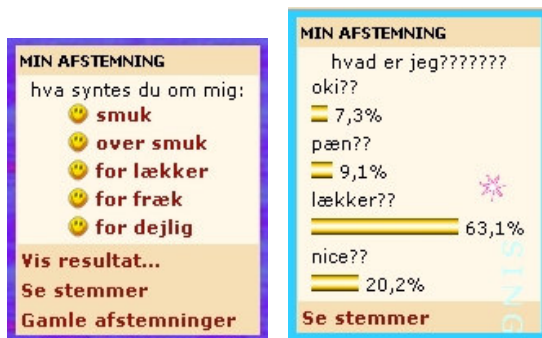 MIN AFSTEMNING
hva syntes du om mig:
smuk
over smuk
for lækker
for fræk
for dejlig
Vis resultat...
Se stemmer
Gamle afstemninger
MIN AFSTEMNING
hvad er jeg???????
oki??
7,3%
pæn??
9,1%
lækker??
63,1%
nice??
20,2%
Se stemmer
SING